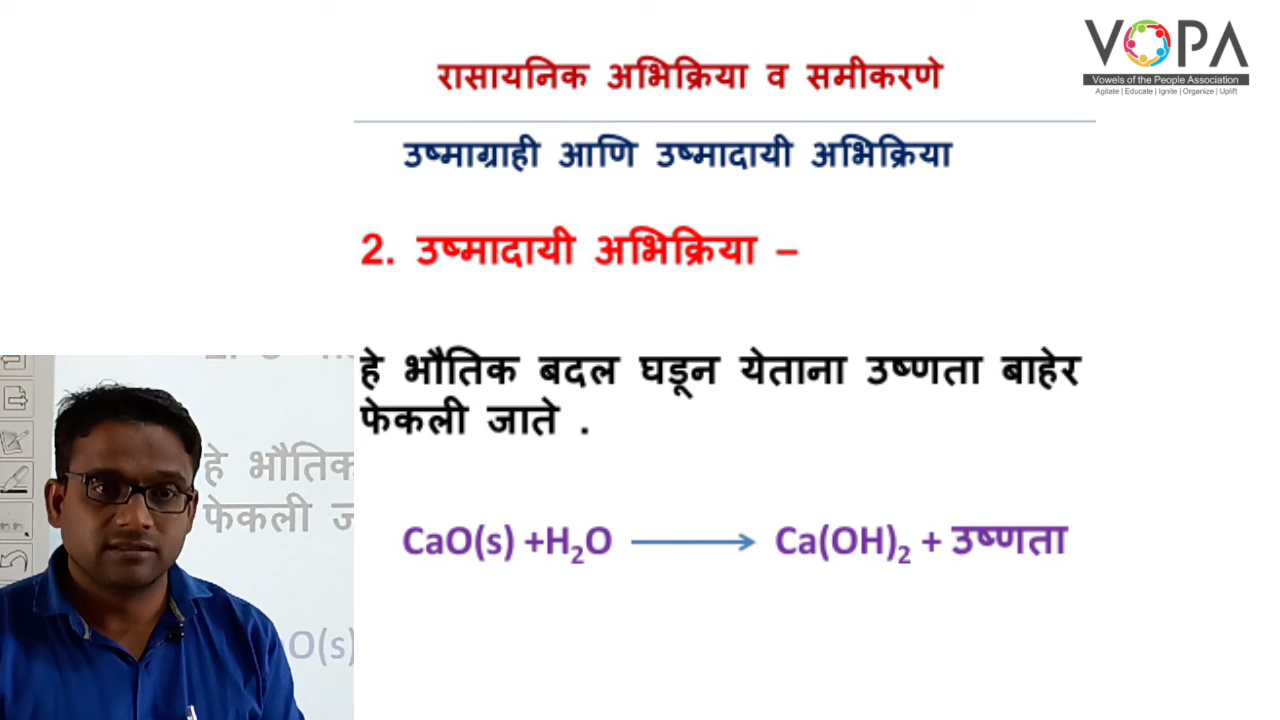 VOPA
Vowels of the People Association
Agitate | Educate | Ignite | Organize | Uplift
रासायनिक अभिक्रिया व समीकरणे
उष्माग्राही आणि उष्मादायी अभिक्रिया
2. उष्मादायी अभिक्रिया –
हे भौतिक बदल घडून येताना उष्णता बाहेर
फेकली जाते .
CaO(s) +H₂O ⟶ Ca(OH)₂ + उष्णता
हे भौतिक
फेकली ज
O(s)